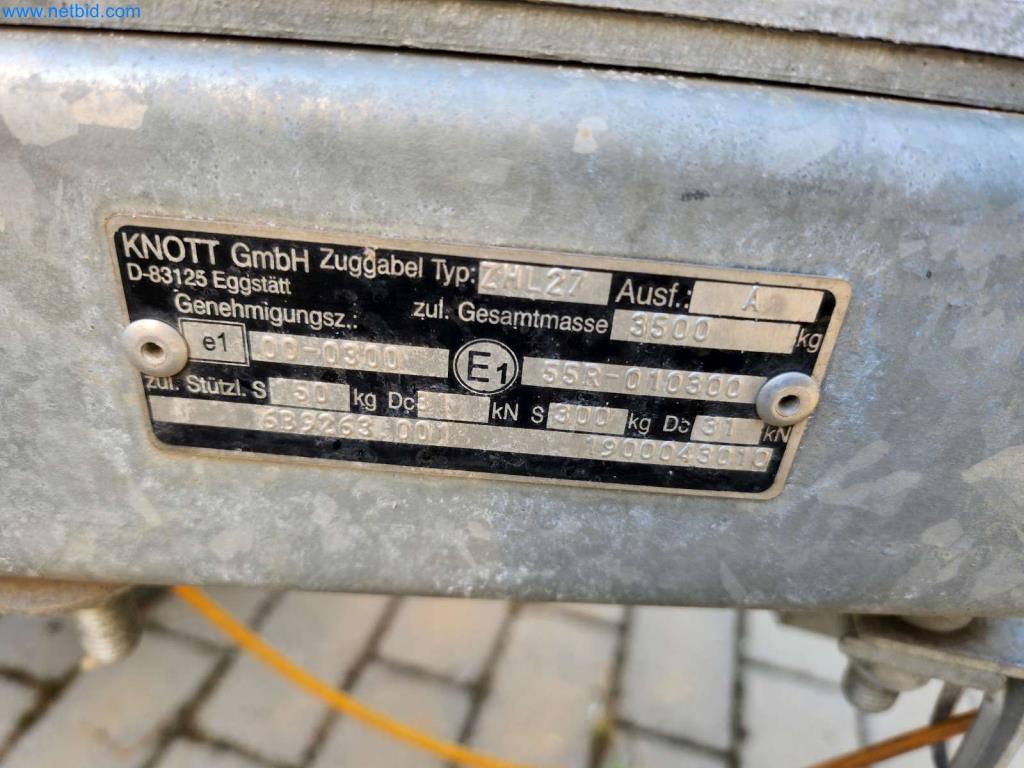 www.netbid.com
KNOTT GmbH Zuggabel Typ: ZHL27 Ausf.: A
D-83125 Eggstätt
Genehmigungsz.: zul. Gesamtmasse 3500 kg
e1 00-0300 E1 55R-010300
zul. Stützl. S 150 kg Dc kN S 300 kg Dc 31 kN
639263-001 1900043010